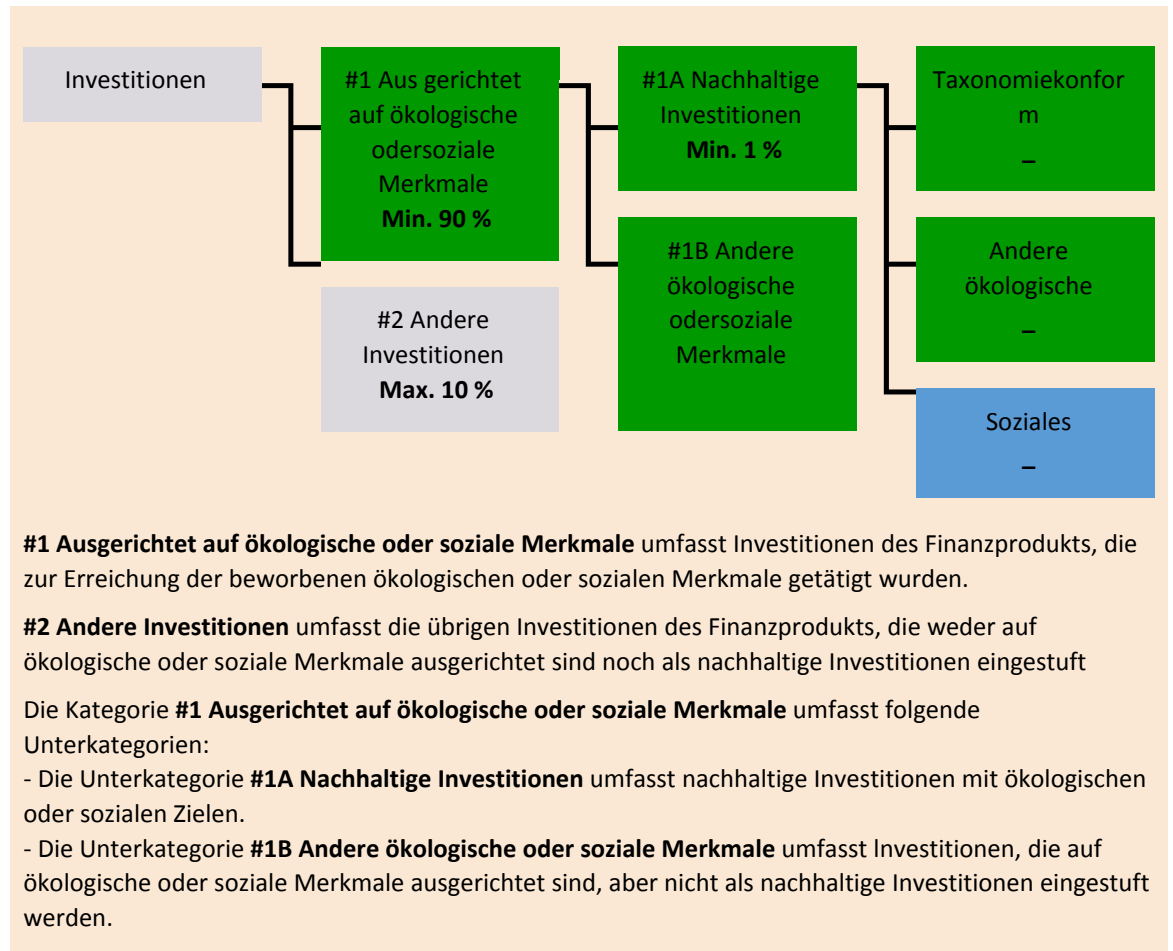 Investitionen
#1 Aus gerichtet
auf ökologische
odersoziale
Merkmale
Min. 90 %
#2 Andere
Investitionen
Max. 10 %
#1A Nachhaltige
Investitionen
Min. 1 %
#1B Andere
ökologische
odersoziale
Merkmale
Taxonomiekonfor
m
–
Andere
ökologische
–
Soziales
–
#1 Ausgerichtet auf ökologische oder soziale Merkmale umfasst Investitionen des Finanzprodukts, die
zur Erreichung der beworbenen ökologischen oder sozialen Merkmale getätigt wurden.
#2 Andere Investitionen umfasst die übrigen Investitionen des Finanzprodukts, die weder auf
ökologische oder soziale Merkmale ausgerichtet sind noch als nachhaltige Investitionen eingestuft
Die Kategorie #1 Ausgerichtet auf ökologische oder soziale Merkmale umfasst folgende
Unterkategorien:
- Die Unterkategorie #1A Nachhaltige Investitionen umfasst nachhaltige Investitionen mit ökologischen
oder sozialen Zielen.
- Die Unterkategorie #1B Andere ökologische oder soziale Merkmale umfasst lnvestitionen, die auf
ökologische oder soziale Merkmale ausgerichtet sind, aber nicht als nachhaltige Investitionen eingestuft
werden.